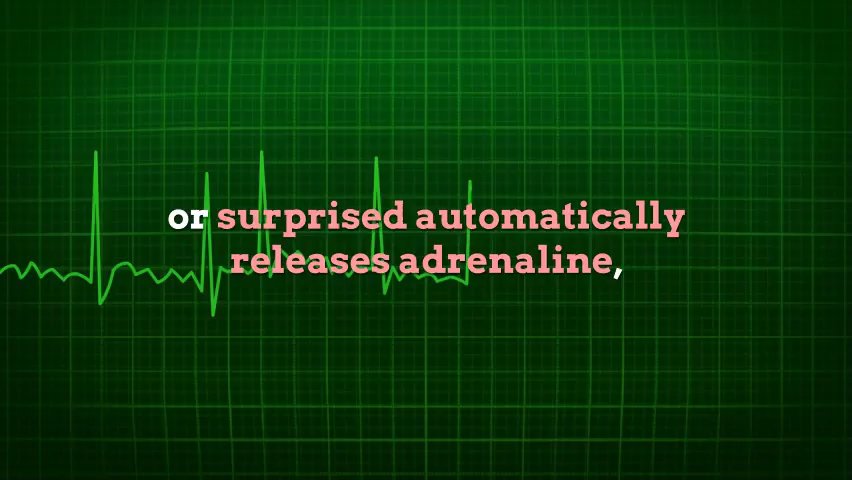 or surprised automatically
releases adrenaline,